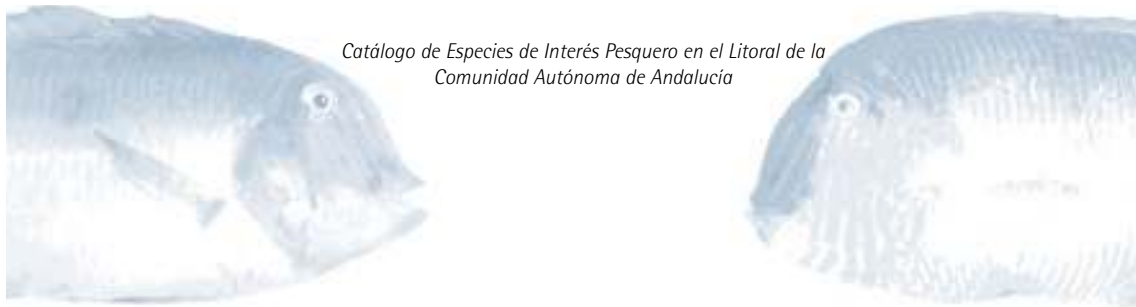 Catálogo de Especies de Interés Pesquero en el Litoral de la
Comunidad Autónoma de Andalucía